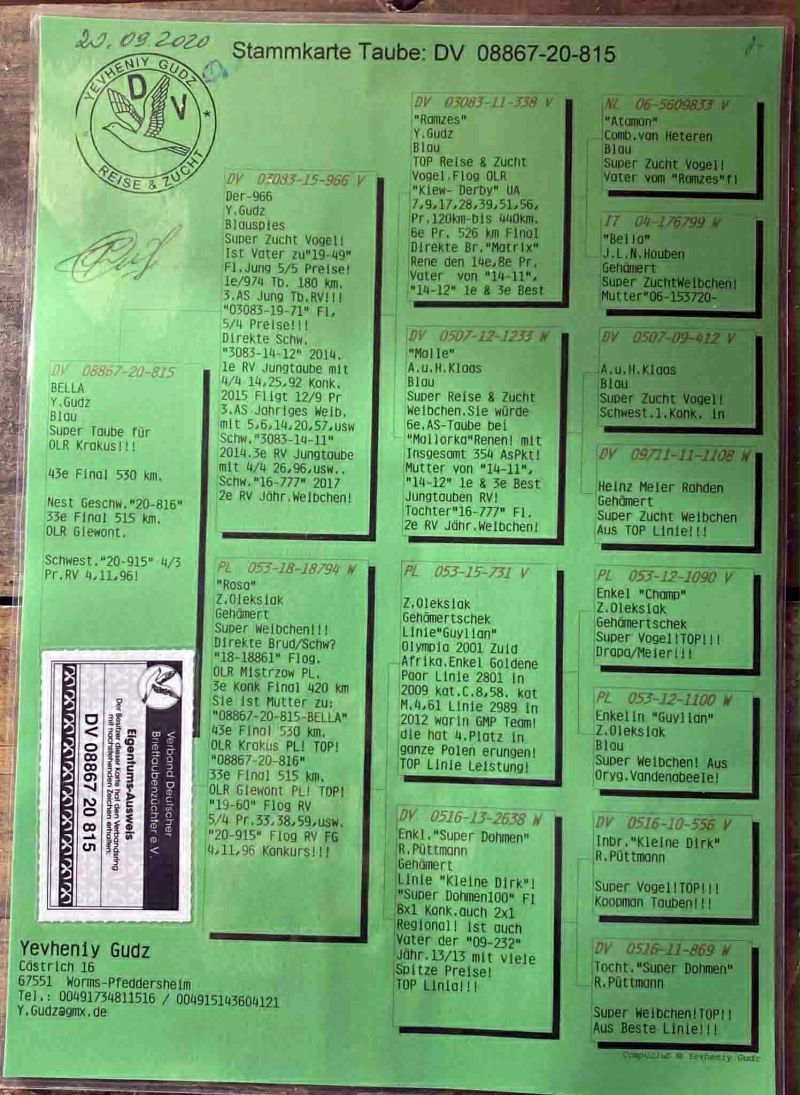 20.09.2020
Stammkarte Taube: DV 08867-20-815
YEVHENIY GUDZ
DV
REISE & ZUCHT
DV 08867-20-815
BELLA
Y.Gudz
Blau
Super Taube für
OLR Krakus!!!
43e Final 530 km.
Nest Geschw."20-816"
33e Final 515 km.
OLR Giewont.
Schwest."20-915" 4/3
Pr.RV 4,11,96!
DV 03083-15-966 V
Der-966
Y.Gudz
Blauspies
Super Zucht Vogel!
Ist Vater zu"19-49"
Fl.Jung 5/5 Preise!
1e/974 Tb. 180 km.
3.AS Jung Tb.RV!!!
"03083-19-71" Fl,
5/4 Preise!!!
Direkte Schw.
"3083-14-12" 2014.
1e RV Jungtaube mit
4/4 14,25,92 Konk.
2015 Fligt 12/9 Pr
3.AS Jahriges Weib.
mit 5,6,14,20,57,usw
Schw."3083-14-11"
2014.3e RV Jungtaube
mit 4/4 26,96,usw..
Schw."16-777" 2017
2e RV Jähr.Weibchen!
PL 053-18-18794 W
"Rosa"
Z.Oleksiak
Gehämert
Super Weibchen!!!
Direkte Brud/Schw?
"18-18861" Flog.
OLR Mistrzow PL.
3e Konk Final 420 km
Sie ist Mutter zu:
"08867-20-815-BELLA"
43e Final 530 km.
OLR Krakus PL! TOP!
"08867-20-816"
33e Final 515 km.
OLR Giewont PL! TOP!
"19-60" Flog RV
5/4 Pr.33,38,59,usw.
"20-915" Flog RV FG
4,11,96 Konkurs!!!
DV 03083-11-338 V
"Ramzes"
Y.Gudz
Blau
TOP Reise & Zucht
Vogel.Flog OLR
"Kiew- Derby" UA
7,9,17,28,39,51,56,
Pr.120km-bis 440km.
6e Pr. 526 km Final
Direkte Br."Matrix"
Rene den 14e,8e Pr.
Vater von "14-11",
"14-12" 1e & 3e Best
DV 0507-12-1233 W
"Malle"
A.u.H.Klaas
Blau
Super Reise & Zucht
Weibchen.Sie würde
6e.AS-Taube bei
"Mallorka"Renen! mit
Insgesamt 354 AsPkt!
Mutter von "14-11",
"14-12" 1e & 3e Best
Jungtauben RV!
Tochter"16-777" Fl.
2e RV Jähr.Weibchen!
PL 053-15-731 V
Z.Oleksiak
Gehämertschek
Linie"Guylian"
Olympia 2001 Zuid
Afrika.Enkel Goldene
Paar Linie 2801 in
2009 kat.C.8,58. kat
M.4,61 Linie 2989 in
2012 warin GMP Team!
die hat 4.Platz in
ganze Polen erungen!
TOP Linie Leistung!
DV 0516-13-2638 W
Enkl."Super Dohmen"
R.Püttmann
Gehämert
Linie "Kleine Dirk"!
"Super Dohmen100" Fl
8x1 Konk.auch 2x1
Regional! ist auch
Vater der "09-232"
Jähr.13/13 mit viele
Spitze Preise!
TOP Linia!!!
NL 06-5609833 V
"Ataman"
Comb.van Heteren
Blau
Super Zucht Vogel!
Vater vom "Ramzes"fl
IT 04-176799 W
"Bella"
J.L.N.Houben
Gehämert
Super ZuchtWeibchen!
Mutter"06-153720-
DV 0507-09-412 V
A.u.H.Klaas
Blau
Super Zucht Vogel!
Schwest.1.Konk. in
DV 09711-11-1108 W
Heinz Meier Rahden
Gehämert
Super Zucht Weibchen
Aus TOP Linie!!!
PL 053-12-1090 V
Enkel "Champ"
Z.Oleksiak
Gehämertschek
Super Vogel!TOP!!!
Drapa/Meier!!!
PL 053-12-1100 W
Enkelin "Guylian"
Z.Oleksiak
Blau
Super Weibchen! Aus
Oryg.Vandenabeele!
DV 0516-10-556 V
Inbr."Kleine Dirk"
R.Püttmann
Super Vogel!TOP!!!
Koopman Tauben!!!
DV 0516-11-869 W
Tocht."Super Dohmen"
R.Püttmann
Super Weibchen!TOP!!
Aus Beste Linie!!!
Verband Deutscher
Brieftaubenzüchter e.V.
Eigentums-Ausweis
Der Besitzer dieser Karte hat den Verbandsring
mit nachstehenden Zeichen erhalten:
DV 08867 20 815
Yevheniy Gudz
Cästrich 16
67551 Worms-Pfeddersheim
Tel.: 00491734811516 / 004915143604121
Y.Gudz@gmx.de
Compuclub © Yevheniy Gudz